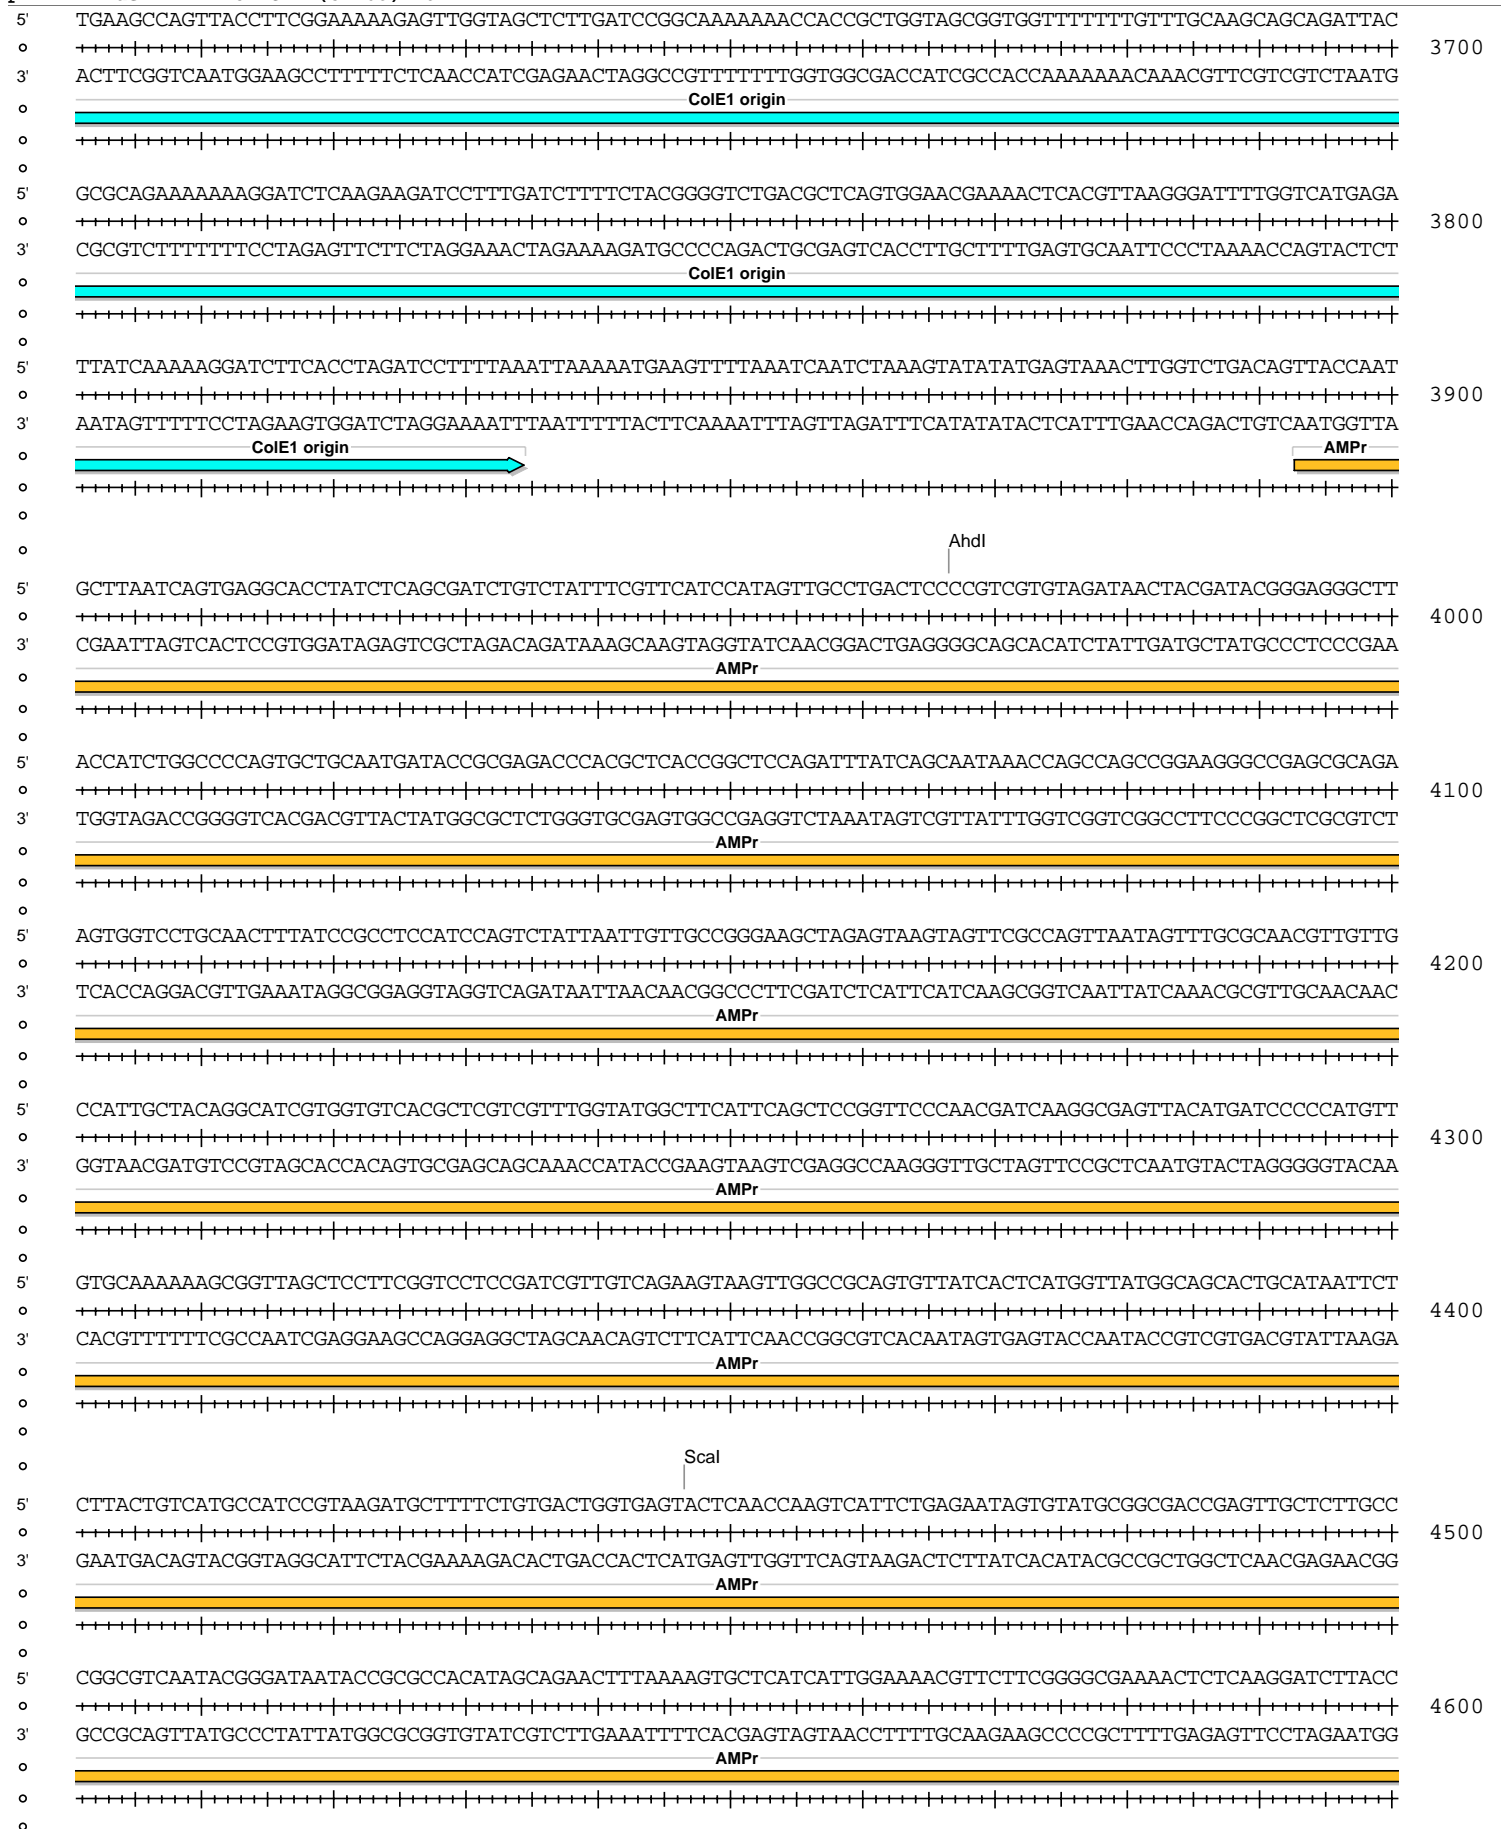 5' TGAAGCCAGTTACCTTCGGAAAAAGAGTTGGTAGCTCTTGATCCGGCAAAAAAACCACCGCTGGTAGCGGTGGTTTTTTTGTTTGCAAGCAGCAGATTAC
3700
3' ACTTCGGTCAATGGAAGCCTTTTTCTCAACCATCGAGAACTAGGCCGTTTTTTTGGTGGCGACCATCGCCACCAAAAAAACAAACGTTCGTCGTCTAATG
ColE1 origin
5' GCGCAGAAAAAAAGGATCTCAAGAAGATCCTTTGATCTTTTCTACGGGGTCTGACGCTCAGTGGAACGAAAACTCACGTTAAGGGATTTTGGTCATGAGA
3800
3' CGCGTCTTTTTTTCCTAGAGTTCTTCTAGGAAACTAGAAAAGATGCCCCAGACTGCGAGTCACCTTGCTTTTGAGTGCAATTCCCTAAAACCAGTACTCT
ColE1 origin
5' TTATCAAAAAGGATCTTCACCTAGATCCTTTTAAATTAAAAATGAAGTTTTAAATCAATCTAAAGTATATATGAGTAAACTTGGTCTGACAGTTACCAAT
3900
3' AATAGTTTTTCCTAGAAGTGGATCTAGGAAAATTTAATTTTTACTTCAAAATTTAGTTAGATTTCATATATACTCATTTGAACCAGACTGTCAATGGTTA
ColE1 origin AMPr
AhdI
5' GCTTAATCAGTGAGGCACCTATCTCAGCGATCTGTCTATTTCGTTCATCCATAGTTGCCTGACTCCCCGTCGTGTAGATAACTACGATACGGGAGGGCTT
4000
3' CGAATTAGTCACTCCGTGGATAGAGTCGCTAGACAGATAAAGCAAGTAGGTATCAACGGACTGAGGGGCAGCACATCTATTGATGCTATGCCCTCCCGAA
AMPr
5' ACCATCTGGCCCCAGTGCTGCAATGATACCGCGAGACCCACGCTCACCGGCTCCAGATTTATCAGCAATAAACCAGCCAGCCGGAAGGGCCGAGCGCAGA
4100
3' TGGTAGACCGGGGTCACGACGTTACTATGGCGCTCTGGGTGCGAGTGGCCGAGGTCTAAATAGTCGTTATTTGGTCGGTCGGCCTTCCCGGCTCGCGTCT
AMPr
5' AGTGGTCCTGCAACTTTATCCGCCTCCATCCAGTCTATTAATTGTTGCCGGGAAGCTAGAGTAAGTAGTTCGCCAGTTAATAGTTTGCGCAACGTTGTTG
4200
3' TCACCAGGACGTTGAAATAGGCGGAGGTAGGTCAGATAATTAACAACGGCCCTTCGATCTCATTCATCAAGCGGTCAATTATCAAACGCGTTGCAACAAC
AMPr
5' CCATTGCTACAGGCATCGTGGTGTCACGCTCGTCGTTTGGTATGGCTTCATTCAGCTCCGGTTCCCAACGATCAAGGCGAGTTACATGATCCCCCATGTT
4300
3' GGTAACGATGTCCGTAGCACCACAGTGCGAGCAGCAAACCATACCGAAGTAAGTCGAGGCCAAGGGTTGCTAGTTCCGCTCAATGTACTAGGGGGTACAA
AMPr
5' GTGCAAAAAAGCGGTTAGCTCCTTCGGTCCTCCGATCGTTGTCAGAAGTAAGTTGGCCGCAGTGTTATCACTCATGGTTATGGCAGCACTGCATAATTCT
4400
3' CACGTTTTTTCGCCAATCGAGGAAGCCAGGAGGCTAGCAACAGTCTTCATTCAACCGGCGTCACAATAGTGAGTACCAATACCGTCGTGACGTATTAAGA
AMPr
ScaI
5' CTTACTGTCATGCCATCCGTAAGATGCTTTTCTGTGACTGGTGAGTACTCAACCAAGTCATTCTGAGAATAGTGTATGCGGCGACCGAGTTGCTCTTGCC
4500
3' GAATGACAGTACGGTAGGCATTCTACGAAAAGACACTGACCACTCATGAGTTGGTTCAGTAAGACTCTTATCACATACGCCGCTGGCTCAACGAGAACGG
AMPr
5' CGGCGTCAATACGGGATAATACCGCGCCACATAGCAGAACTTTAAAAGTGCTCATCATTGGAAAACGTTCTTCGGGGCGAAAACTCTCAAGGATCTTACC
4600
3' GCCGCAGTTATGCCCTATTATGGCGCGGTGTATCGTCTTGAAATTTTCACGAGTAGTAACCTTTTGCAAGAAGCCCCGCTTTTGAGAGTTCCTAGAATGG
AMPr